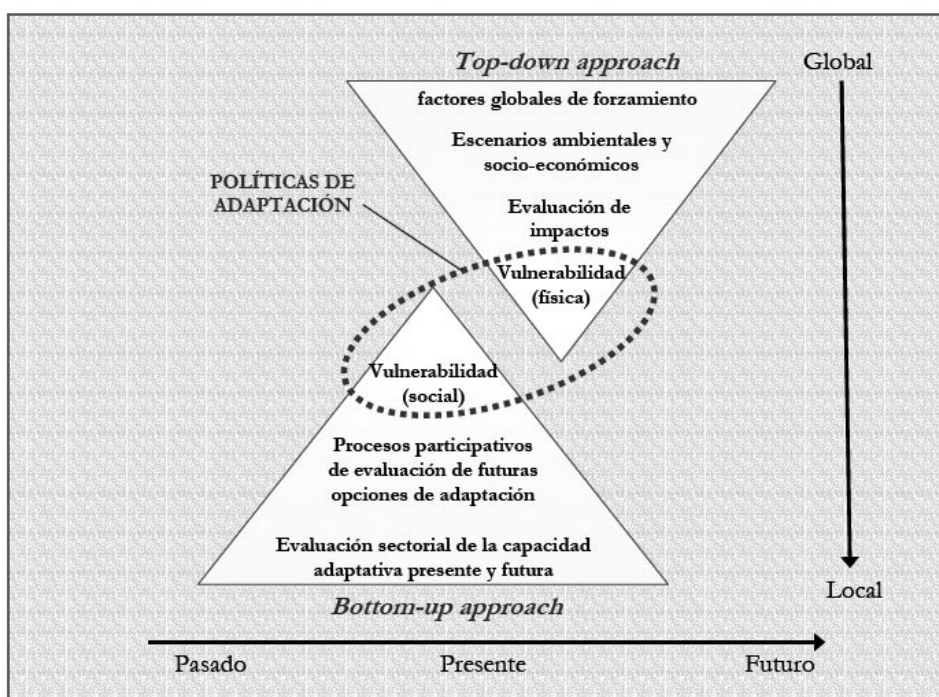 Top-down approach
Global
factores globales de forzamiento
Escenarios ambientales y
socio-económicos
POLÍTICAS DE
ADAPTACIÓN
Evaluación de
impactos
Vulnerabilidad
(física)
Vulnerabilidad
(social)
Procesos participativos
de evaluación de futuras
opciones de adaptación
Evaluación sectorial de la capacidad
adaptativa presente y futura
Local
Bottom-up approach
Pasado
Presente
Futuro